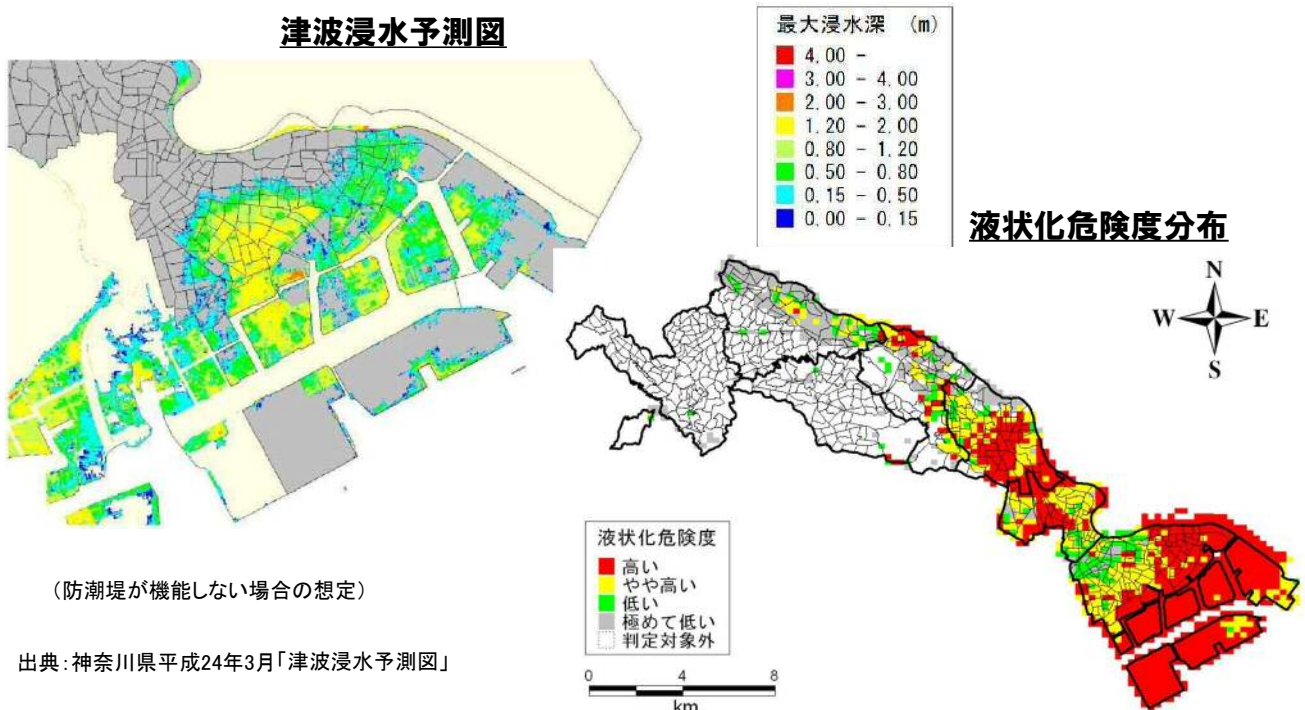 津波浸水予測図
最大浸水深 (m)
4.00 -
3.00 - 4.00
2.00 - 3.00
1.20 - 2.00
0.80 - 1.20
0.50 - 0.80
0.15 - 0.50
0.00 - 0.15
液状化危険度分布
N
W E
S
液状化危険度
高い
やや高い
低い
極めて低い
判定対象外
0 4 8
km
(防潮堤が機能しない場合の想定)
出典:神奈川県平成24年3月「津波浸水予測図」